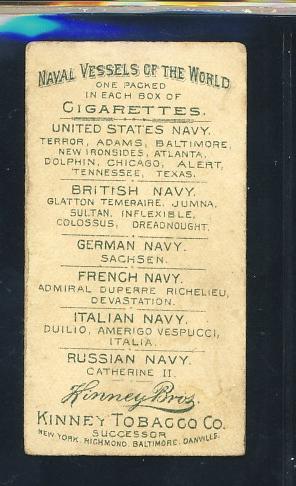 NAVAL VESSELS OF THE WORLD
ONE PACKED
IN EACH BOX OF
CIGARETTES.
UNITED STATES NAVY.
TERROR, ADAMS, BALTIMORE,
NEW IRONSIDES, ATLANTA,
DOLPHIN, CHICAGO, ALERT,
TENNESSEE, TEXAS.
BRITISH NAVY.
GLATTON TEMERAIRE, JUMNA,
SULTAN, INFLEXIBLE,
COLOSSUS, DREADNOUGHT.
GERMAN NAVY.
SACHSEN.
FRENCH NAVY.
ADMIRAL DUPERRE RICHELIEU,
DEVASTATION.
ITALIAN NAVY.
DUILIO, AMERIGO VESPUCCI,
ITALIA.
RUSSIAN NAVY.
CATHERINE II.
Kinney Bros.
KINNEY TOBACCO CO.
SUCCESSOR
NEW YORK, RICHMOND, BALTIMORE, DANVILLE.